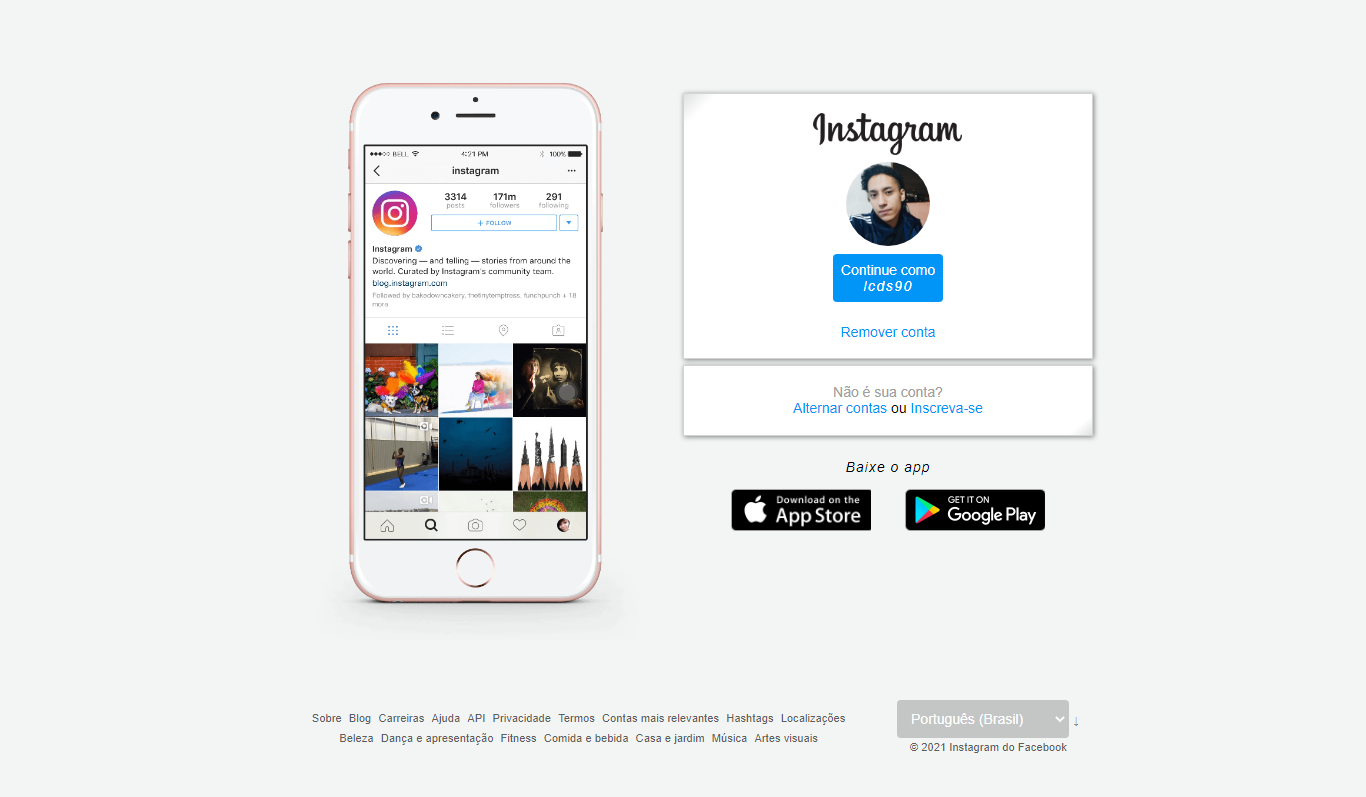 BELL 4:21 PM 100%
instagram
3314 171m 291
posts followers following
+ FOLLOW
Instagram
Discovering — and telling — stories from around the
world. Curated by Instagram's community team.
blog.instagram.com
Followed by bakedowncakery, thetinytemptress, funchpunch + 18
more
Instagram
Continue como
lcds90
Remover conta
Não é sua conta?
Alternar contas ou Inscreva-se
Baixe o app
Download on the
App Store
GET IT ON
Google Play
Sobre Blog Carreiras Ajuda API Privacidade Termos Contas mais relevantes Hashtags Localizações
Beleza Dança e apresentação Fitness Comida e bebida Casa e jardim Música Artes visuais
Português (Brasil) ↓
© 2021 Instagram do Facebook